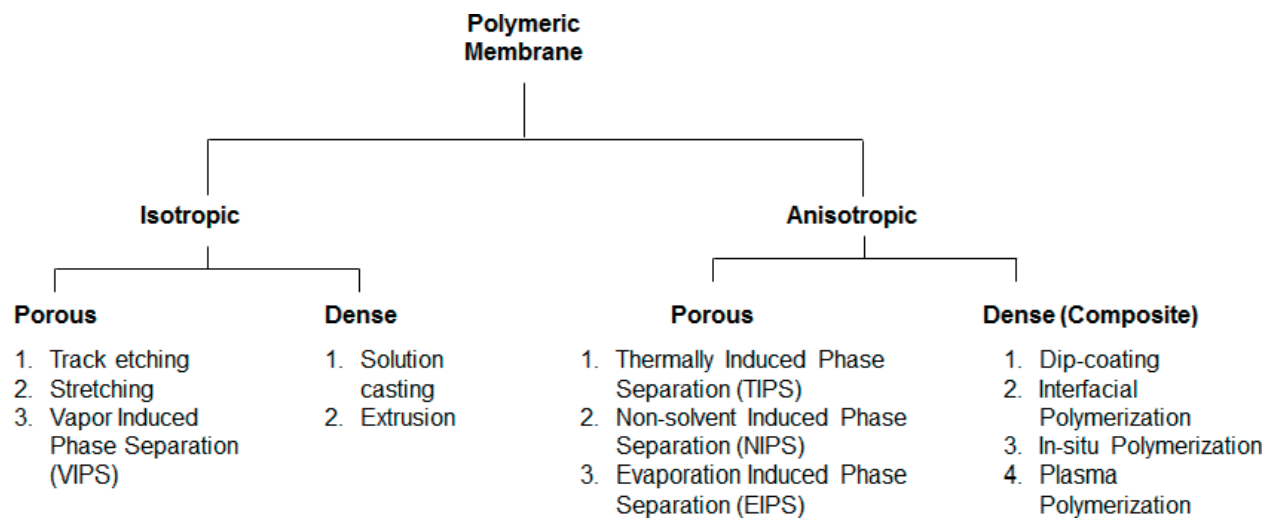 Polymeric
Membrane
Isotropic
Anisotropic
Porous
1. Track etching
2. Stretching
3. Vapor Induced
Phase Separation
(VIPS)
Dense
1. Solution
casting
2. Extrusion
Porous
1. Thermally Induced Phase
Separation (TIPS)
2. Non-solvent Induced Phase
Separation (NIPS)
3. Evaporation Induced Phase
Separation (EIPS)
Dense (Composite)
1. Dip-coating
2. Interfacial
Polymerization
3. In-situ Polymerization
4. Plasma
Polymerization